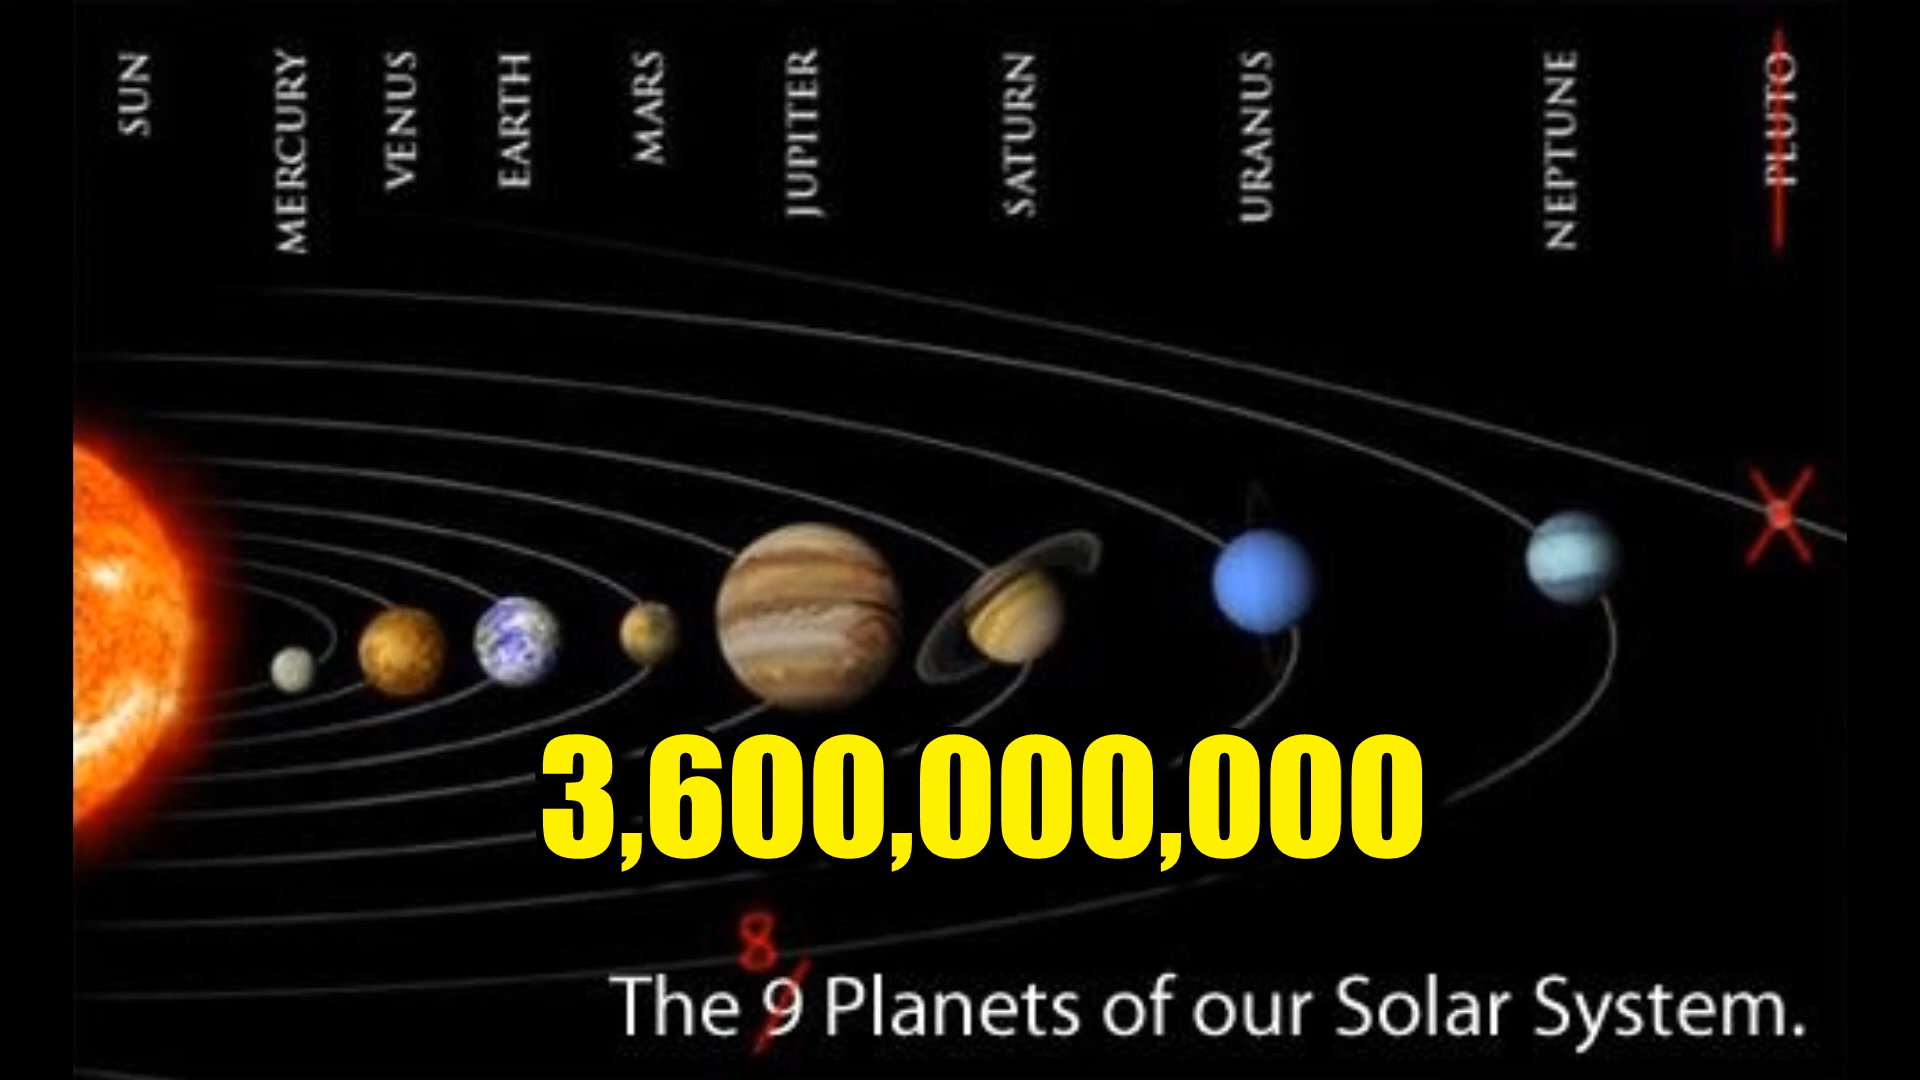 SUN
MERCURY
VENUS
EARTH
MARS
JUPITER
SATURN
URANUS
NEPTUNE
PLUTO
3,600,000,000
8
The 9 Planets of our Solar System.